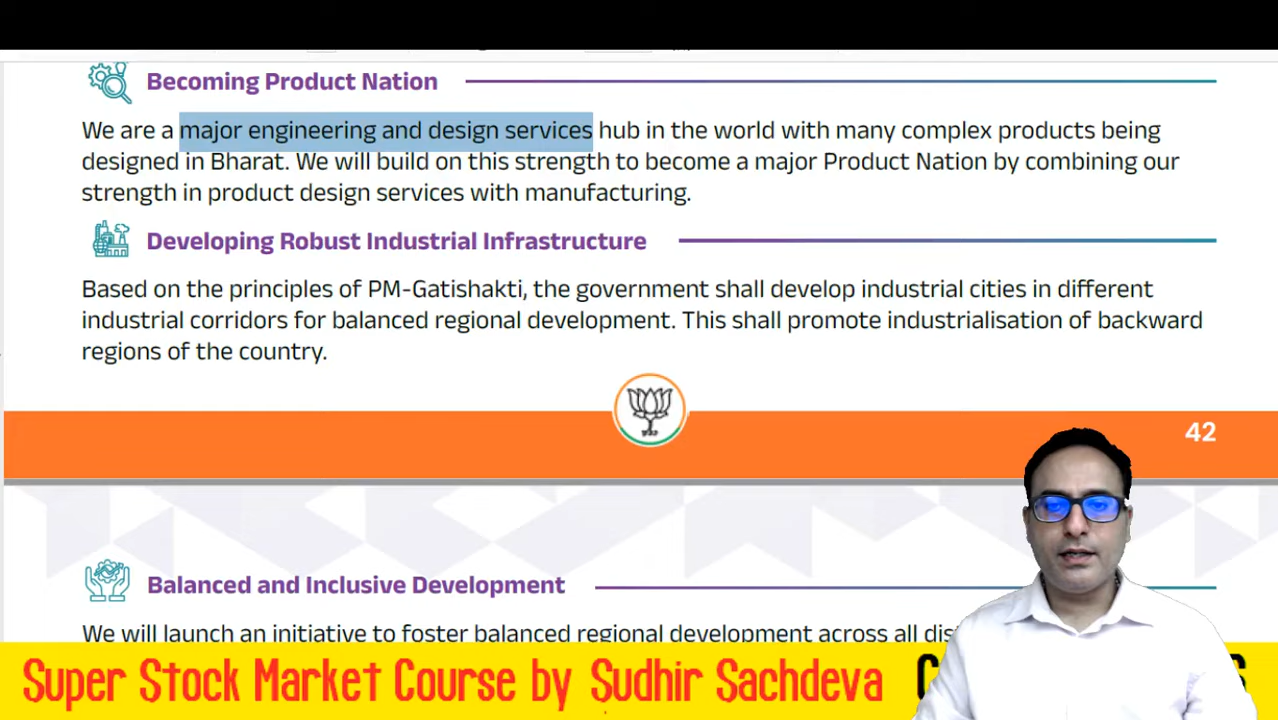 Becoming Product Nation
We are a major engineering and design services hub in the world with many complex products being
designed in Bharat. We will build on this strength to become a major Product Nation by combining our
strength in product design services with manufacturing.
Developing Robust Industrial Infrastructure
Based on the principles of PM-Gatishakti, the government shall develop industrial cities in different
industrial corridors for balanced regional development. This shall promote industrialisation of backward
regions of the country.
42
Balanced and Inclusive Development
We will launch an initiative to foster balanced regional development across all
Super Stock Market Course by Sudhir Sachdeva